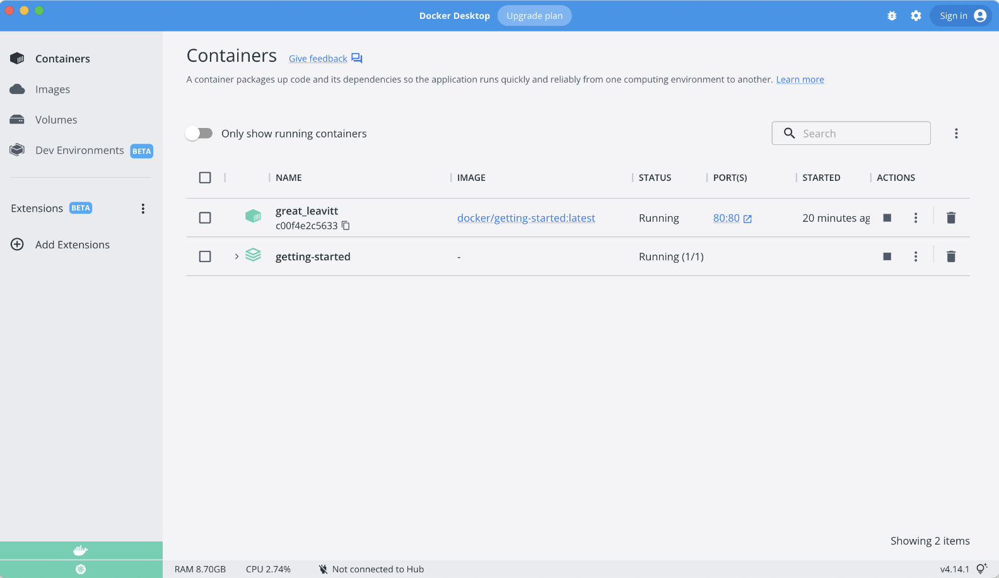 Docker Desktop
Upgrade plan
Sign in
Containers
Images
Volumes
Dev Environments BETA
Extensions BETA
Add Extensions
Containers
Give feedback
A container packages up code and its dependencies so the application runs quickly and reliably from one computing environment to another. Learn more
Only show running containers
Search
NAME IMAGE STATUS PORT(S) STARTED ACTIONS
great_leavitt
c00f4e2c5633
docker/getting-started:latest Running 80:80 20 minutes ag
getting-started - Running (1/1)
Showing 2 items
RAM 8.70GB CPU 2.74% Not connected to Hub v4.14.1